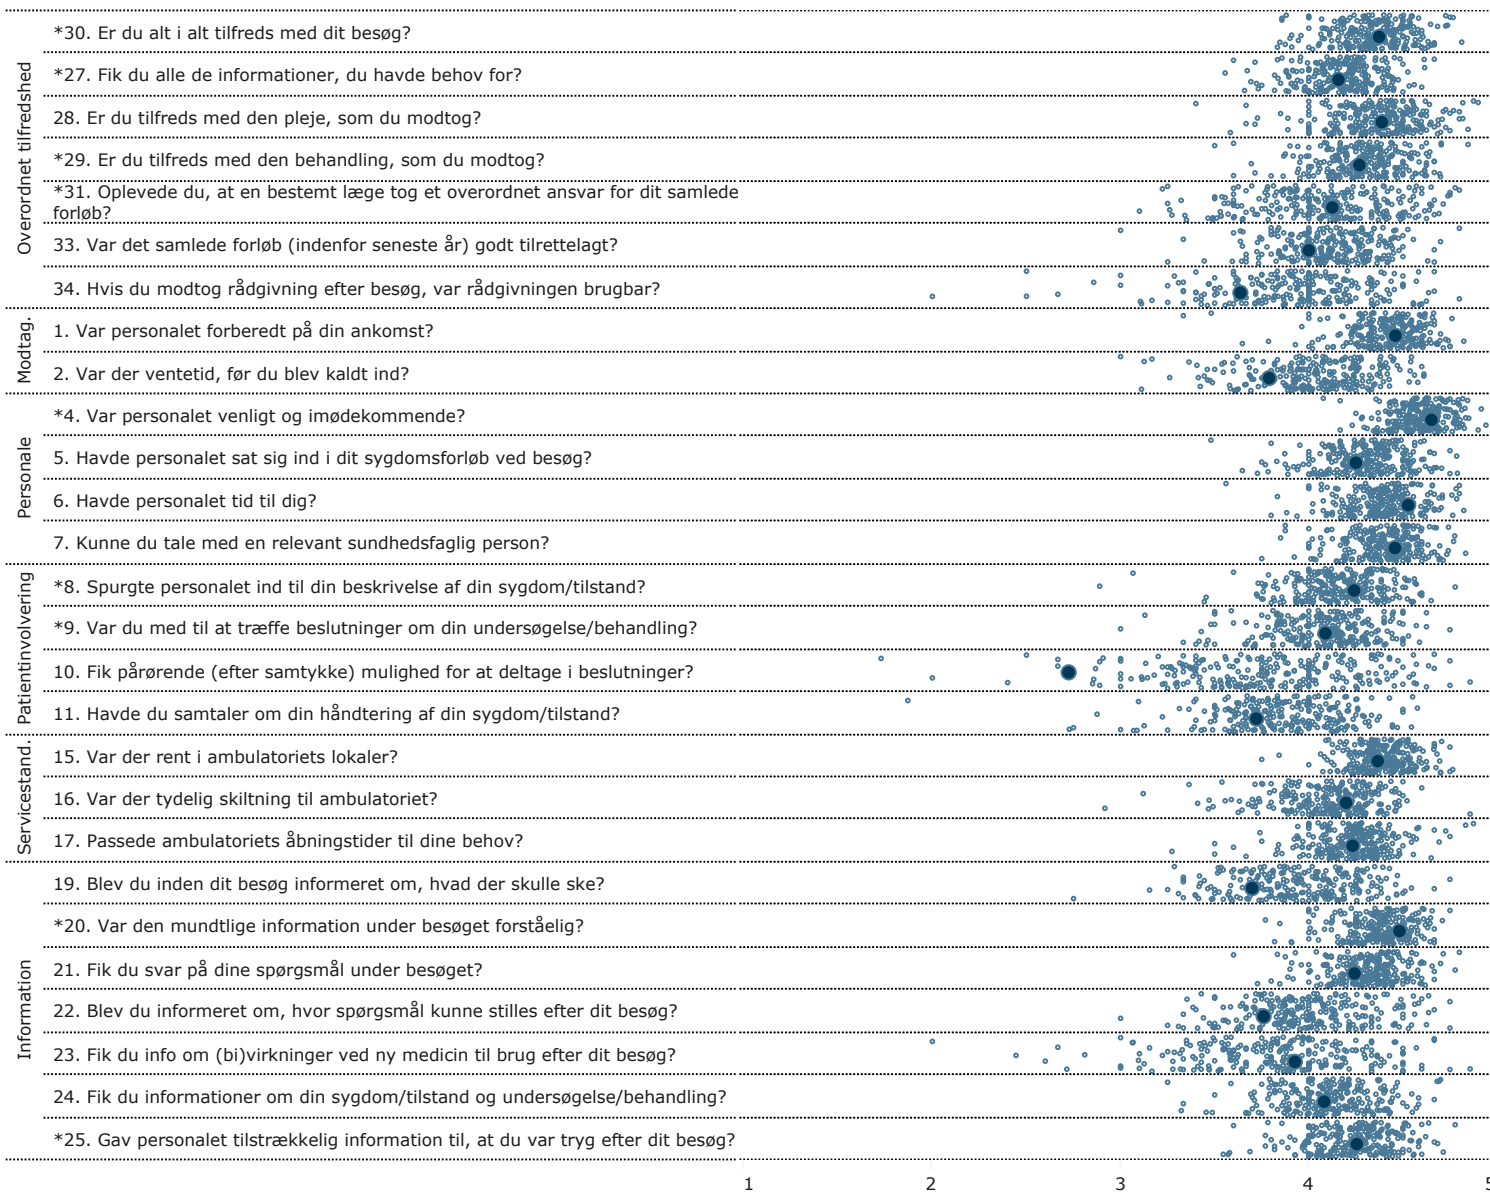 Overordnet tilfredshed
*30. Er du alt i alt tilfreds med dit besøg?
*27. Fik du alle de informationer, du havde behov for?
28. Er du tilfreds med den pleje, som du modtog?
*29. Er du tilfreds med den behandling, som du modtog?
*31. Oplevede du, at en bestemt læge tog et overordnet ansvar for dit samlede
forløb?
33. Var det samlede forløb (indenfor seneste år) godt tilrettelagt?
34. Hvis du modtog rådgivning efter besøg, var rådgivningen brugbar?
Modtag.
1. Var personalet forberedt på din ankomst?
2. Var der ventetid, før du blev kaldt ind?
Personale
*4. Var personalet venligt og imødekommende?
5. Havde personalet sat sig ind i dit sygdomsforløb ved besøg?
6. Havde personalet tid til dig?
7. Kunne du tale med en relevant sundhedsfaglig person?
Patientinvolvering
*8. Spurgte personalet ind til din beskrivelse af din sygdom/tilstand?
*9. Var du med til at træffe beslutninger om din undersøgelse/behandling?
10. Fik pårørende (efter samtykke) mulighed for at deltage i beslutninger?
11. Havde du samtaler om din håndtering af din sygdom/tilstand?
Servicestand.
15. Var der rent i ambulatoriets lokaler?
16. Var der tydelig skiltning til ambulatoriet?
17. Passede ambulatoriets åbningstider til dine behov?
Information
19. Blev du inden dit besøg informeret om, hvad der skulle ske?
*20. Var den mundtlige information under besøget forståelig?
21. Fik du svar på dine spørgsmål under besøget?
22. Blev du informeret om, hvor spørgsmål kunne stilles efter dit besøg?
23. Fik du info om (bi)virkninger ved ny medicin til brug efter dit besøg?
24. Fik du informationer om din sygdom/tilstand og undersøgelse/behandling?
*25. Gav personalet tilstrækkelig information til, at du var tryg efter dit besøg?
1 2 3 4 5